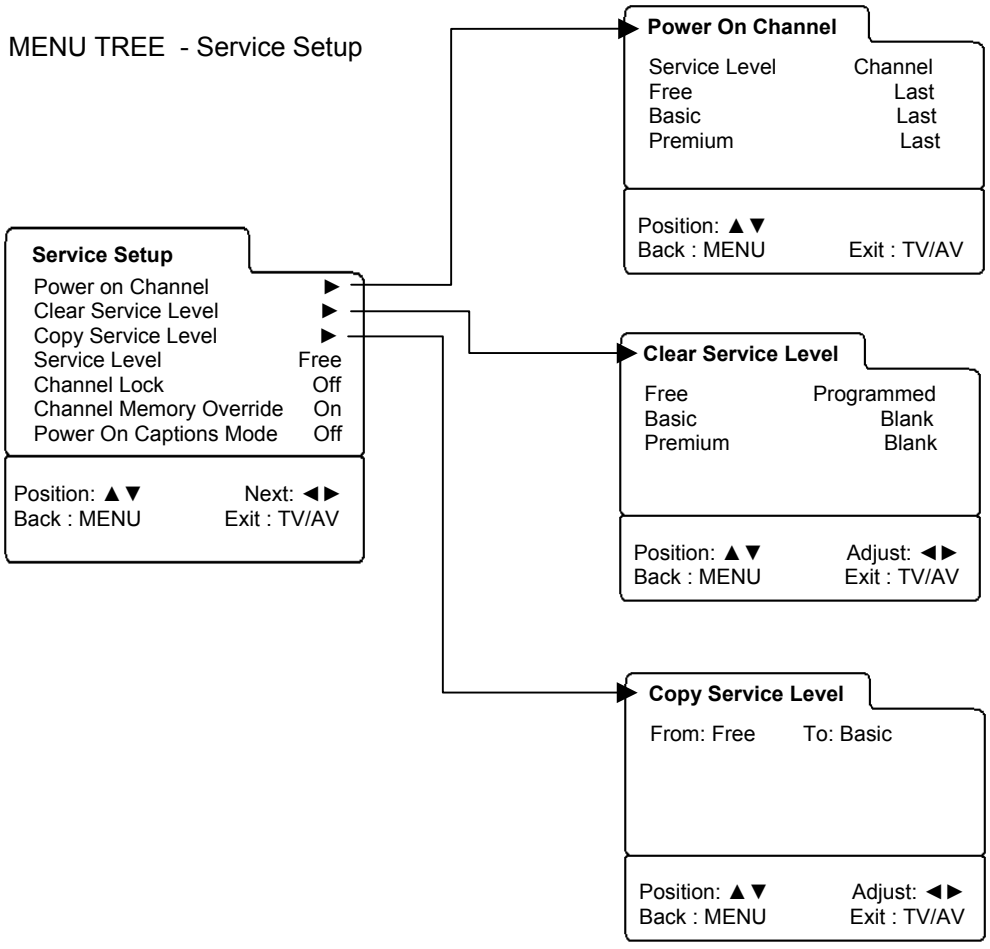 MENU TREE - Service Setup
Service Setup
Power on Channel ►
Clear Service Level ►
Copy Service Level ►
Service Level Free
Channel Lock Off
Channel Memory Override On
Power On Captions Mode Off
Position: ▲▼ Next: ◄►
Back : MENU Exit : TV/AV
Power On Channel
Service Level Channel
Free Last
Basic Last
Premium Last
Position: ▲▼
Back : MENU Exit : TV/AV
Clear Service Level
Free Programmed
Basic Blank
Premium Blank
Position: ▲▼ Adjust: ◄►
Back : MENU Exit : TV/AV
Copy Service Level
From: Free To: Basic
Position: ▲▼ Adjust: ◄►
Back : MENU Exit : TV/AV